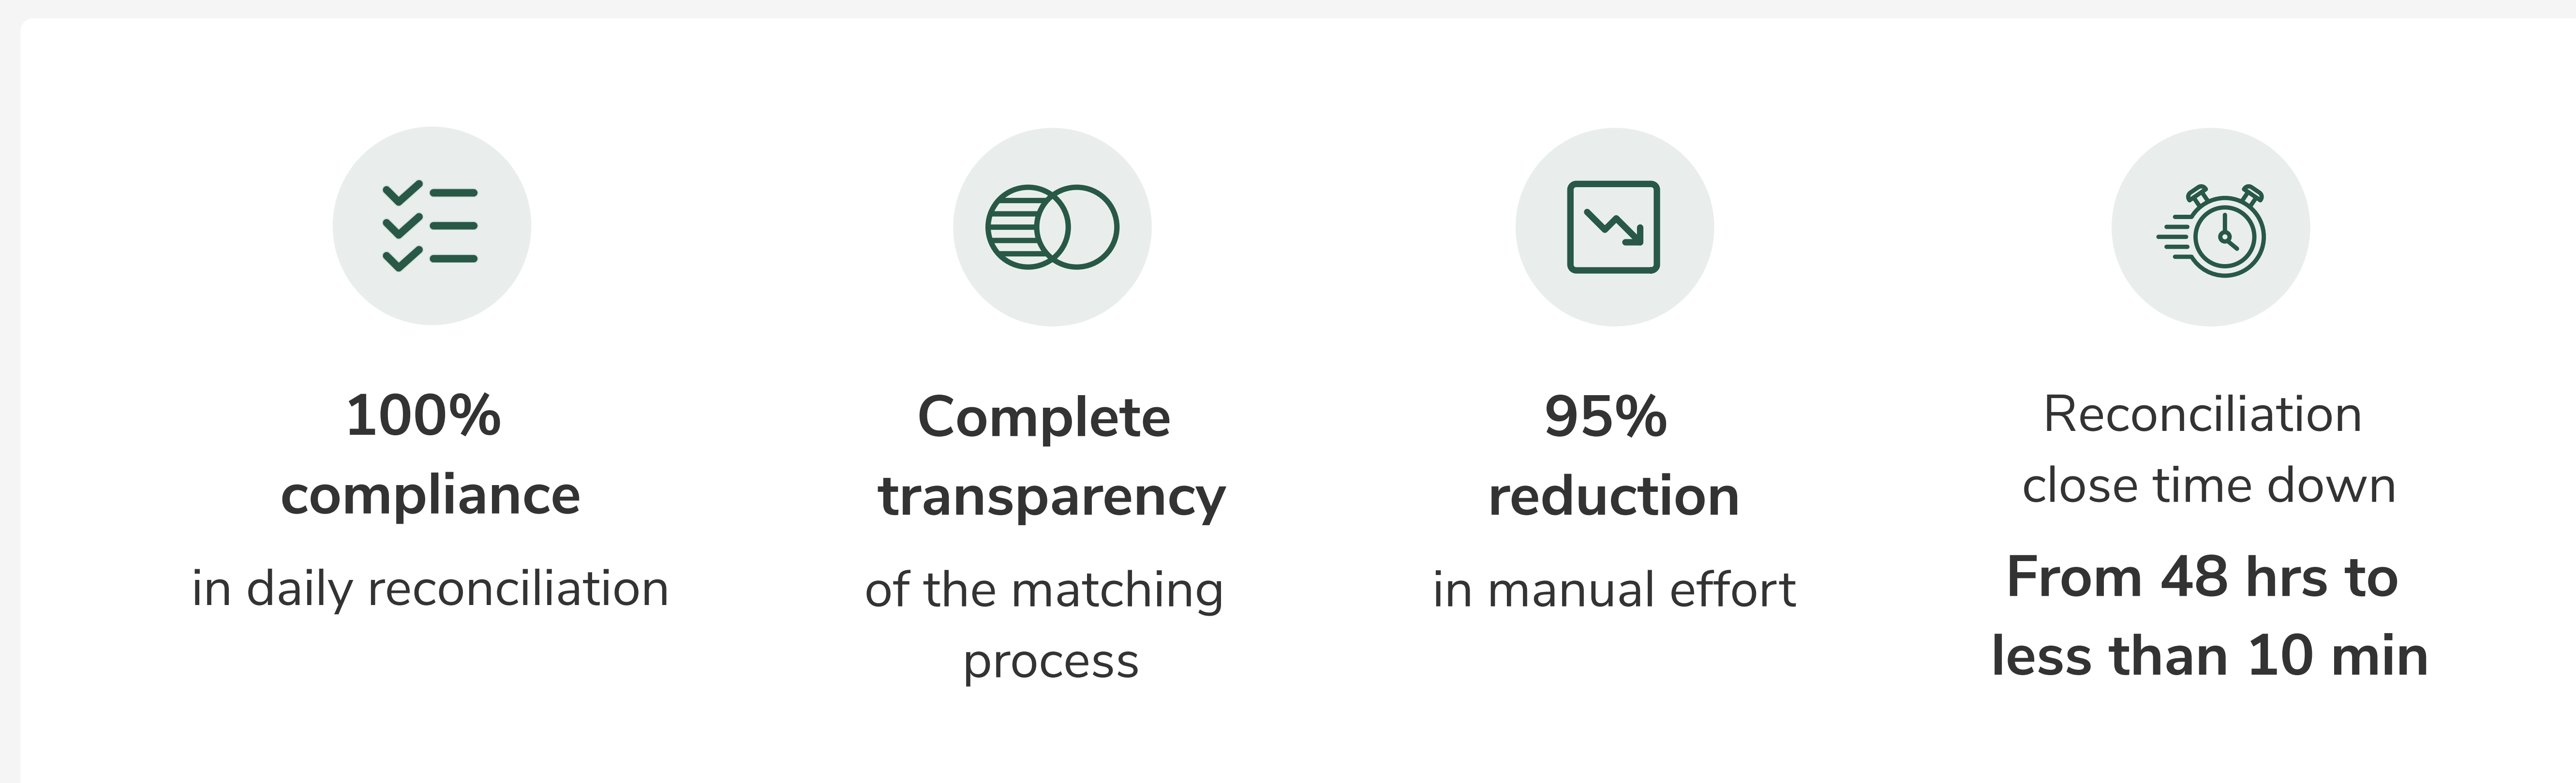 100%
compliance
in daily reconciliation
Complete
transparency
of the matching
process
95%
reduction
in manual effort
Reconciliation
close time down
From 48 hrs to
less than 10 min